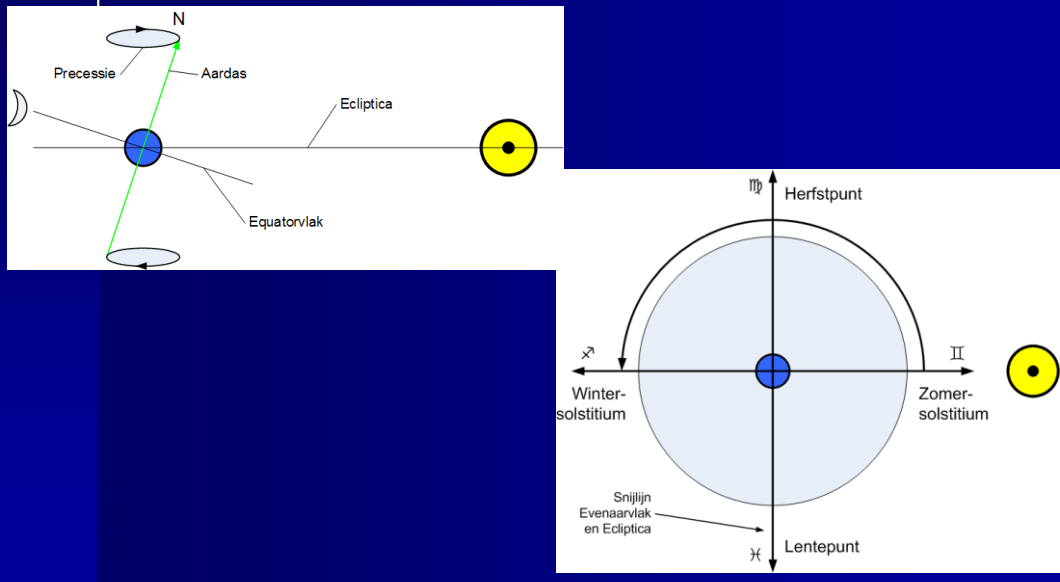 N
Precessie
Aardas
Ecliptica
Equatorvlak
♍ Herfstpunt
♐
♊
Winter-
solstitium
Zomer-
solstitium
Snijlijn
Evenaarvlak
en Ecliptica
♓ Lentepunt